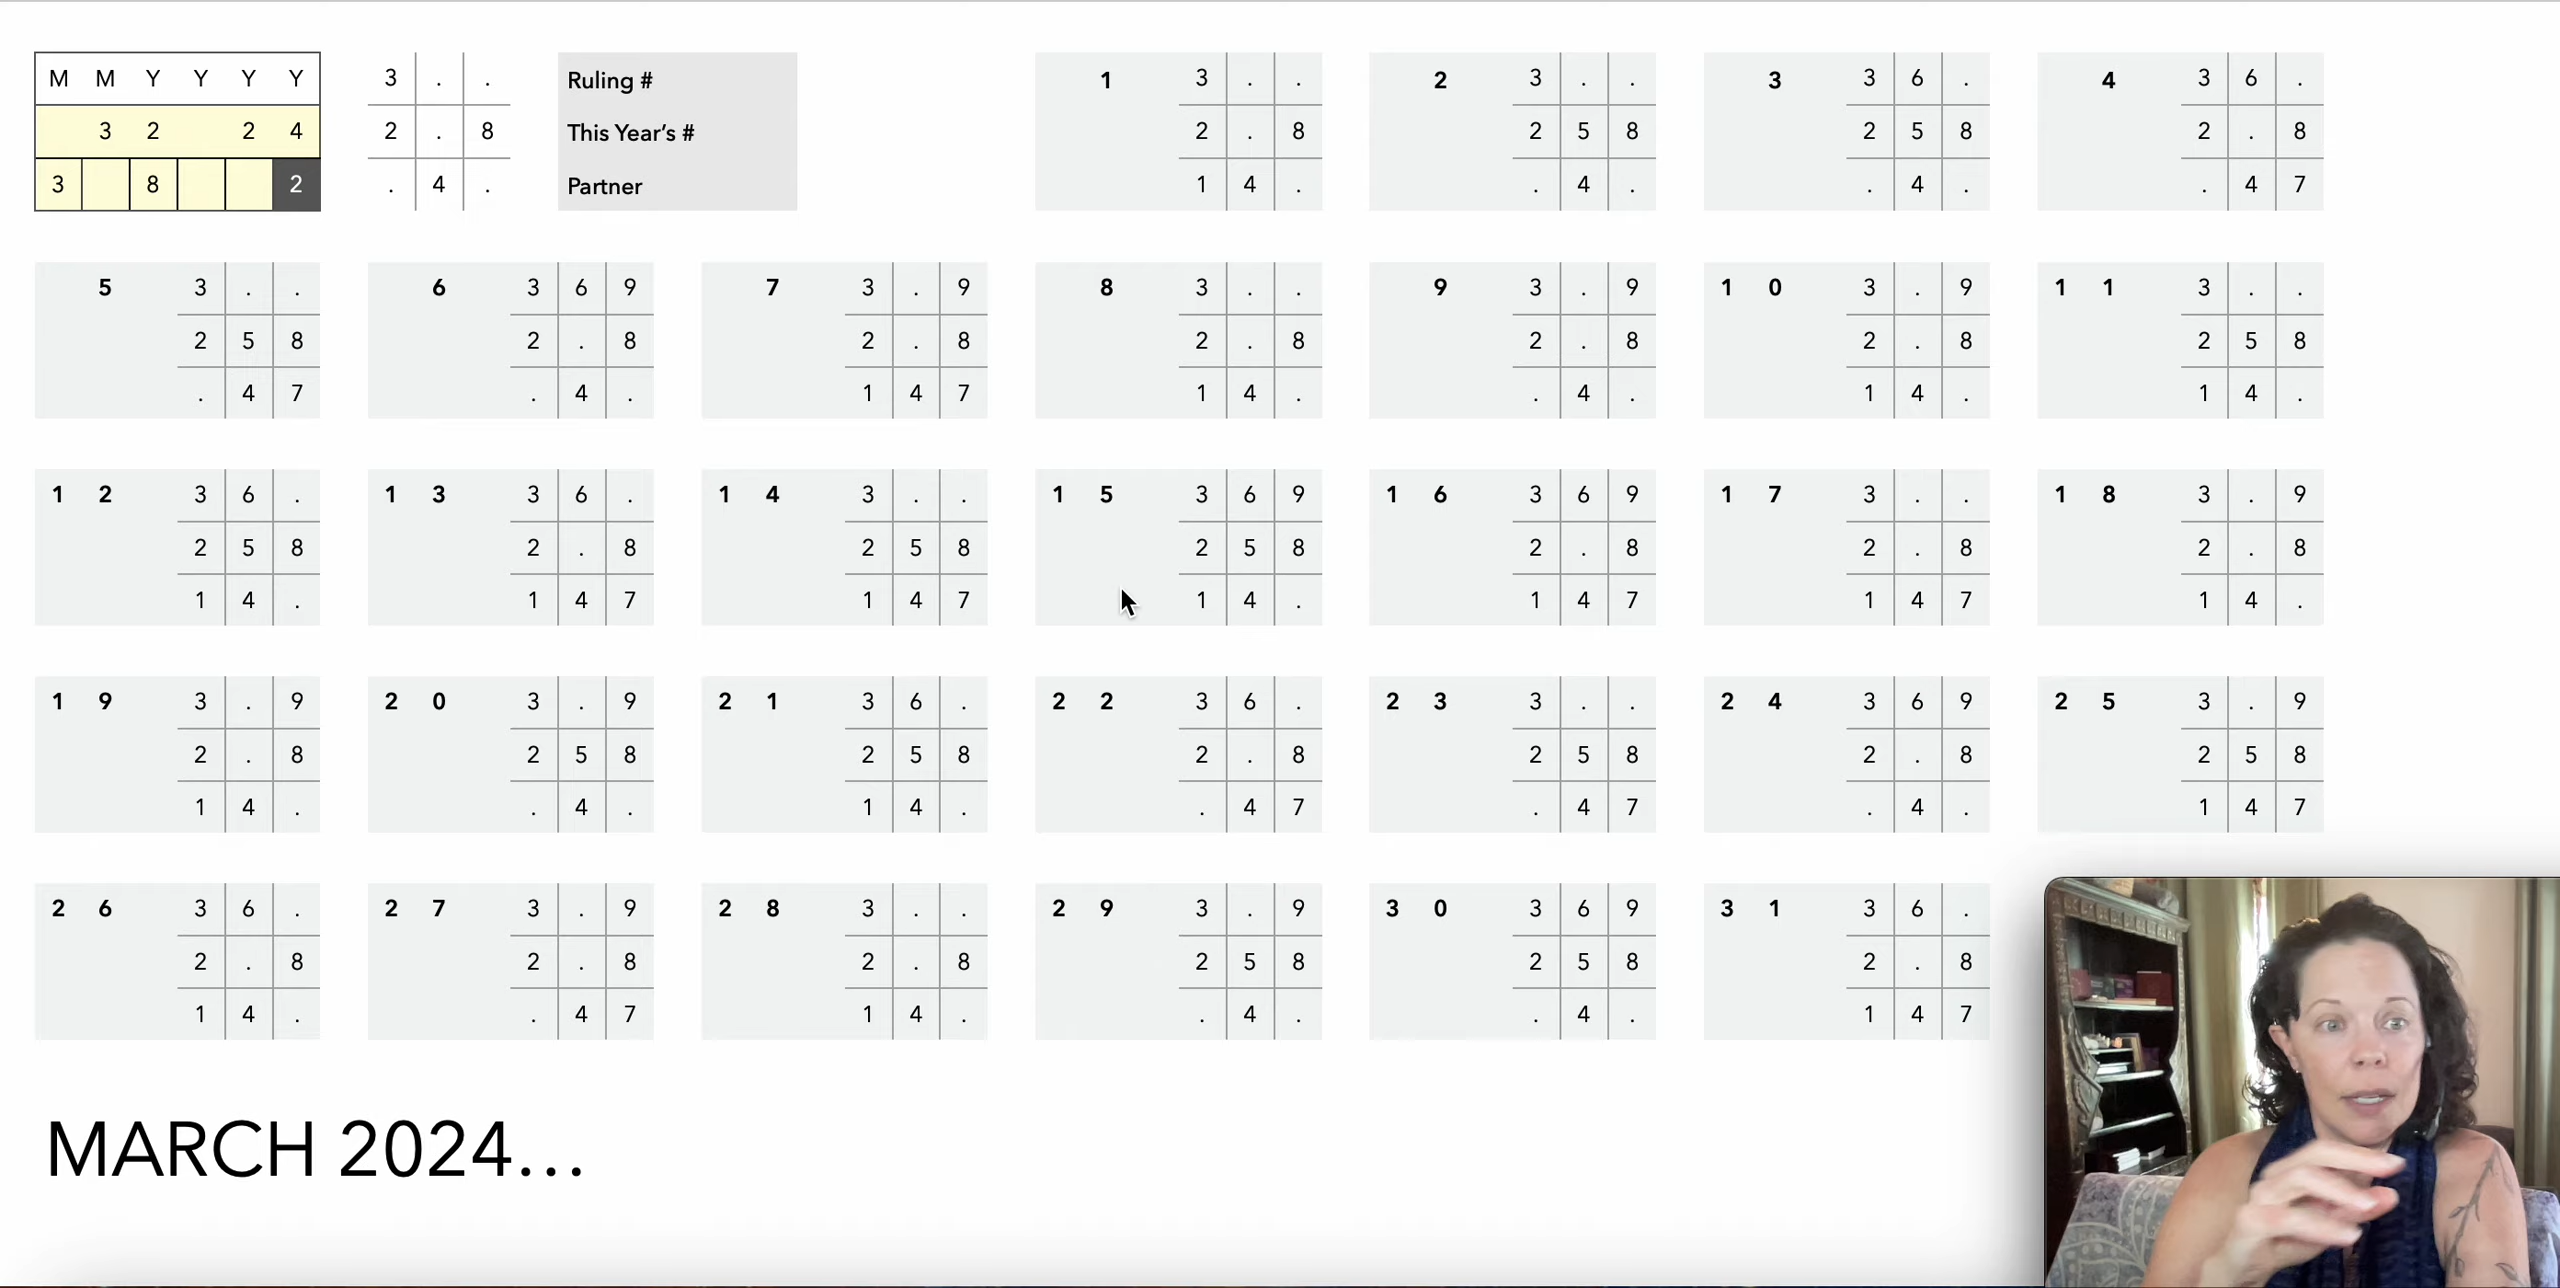 M M Y Y Y Y
3 2 2 4
3 8 2
3 . .
2 . 8
. 4 .
Ruling #
This Year's #
Partner
1 3 . .
2 . 8
1 4 .
2 3 . .
2 5 8
. 4 .
3 3 6 .
2 5 8
. 4 .
4 3 6 .
2 . 8
. 4 7
5 3 . .
2 5 8
. 4 7
6 3 6 9
2 . 8
. 4 .
7 3 . 9
2 . 8
1 4 7
8 3 . .
2 . 8
1 4 .
9 3 . 9
2 . 8
. 4 .
1 0 3 . 9
2 . 8
1 4 .
1 1 3 . .
2 5 8
1 4 .
1 2 3 6 .
2 5 8
1 4 .
1 3 3 6 .
2 . 8
1 4 7
1 4 3 . .
2 5 8
1 4 7
1 5 3 6 9
2 5 8
1 4 .
1 6 3 6 9
2 . 8
1 4 7
1 7 3 . .
2 . 8
1 4 7
1 8 3 . 9
2 . 8
1 4 .
1 9 3 . 9
2 . 8
1 4 .
2 0 3 . 9
2 5 8
. 4 .
2 1 3 6 .
2 5 8
1 4 .
2 2 3 6 .
2 . 8
. 4 7
2 3 3 . .
2 5 8
. 4 7
2 4 3 6 9
2 . 8
. 4 .
2 5 3 . 9
2 5 8
1 4 7
2 6 3 6 .
2 . 8
1 4 .
2 7 3 . 9
2 . 8
. 4 7
2 8 3 . .
2 . 8
1 4 .
2 9 3 . 9
2 5 8
. 4 .
3 0 3 6 9
2 5 8
. 4 .
3 1 3 6 .
2 . 8
1 4 7
MARCH 2024...